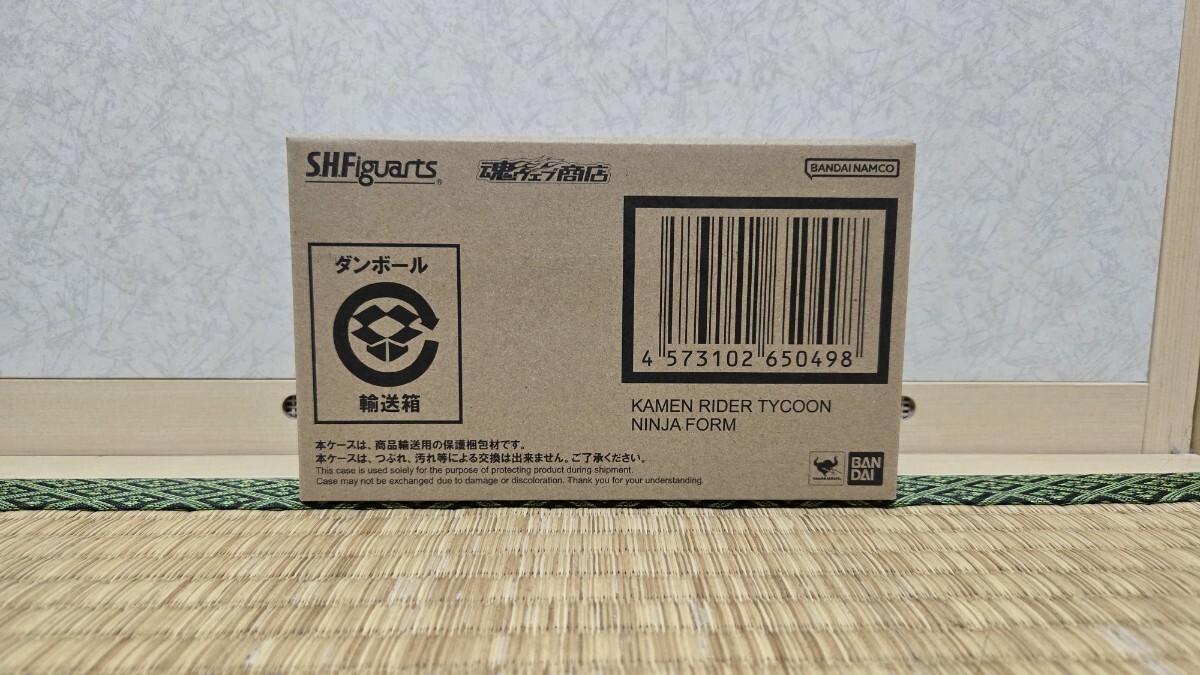 S.H.Figuarts®
魂ウェブ商店
BANDAI NAMCO
ダンボール
輸送箱
4 573102 650498
KAMEN RIDER TYCOON
NINJA FORM
本ケースは、商品輸送用の保護梱包材です。
本ケースは、つぶれ、汚れ等による交換は出来ません。ご了承ください。
This case is used solely for the purpose of protecting product during shipment.
Case may not be exchanged due to damage or discoloration. Thank you for your understanding.
BAN
DAI